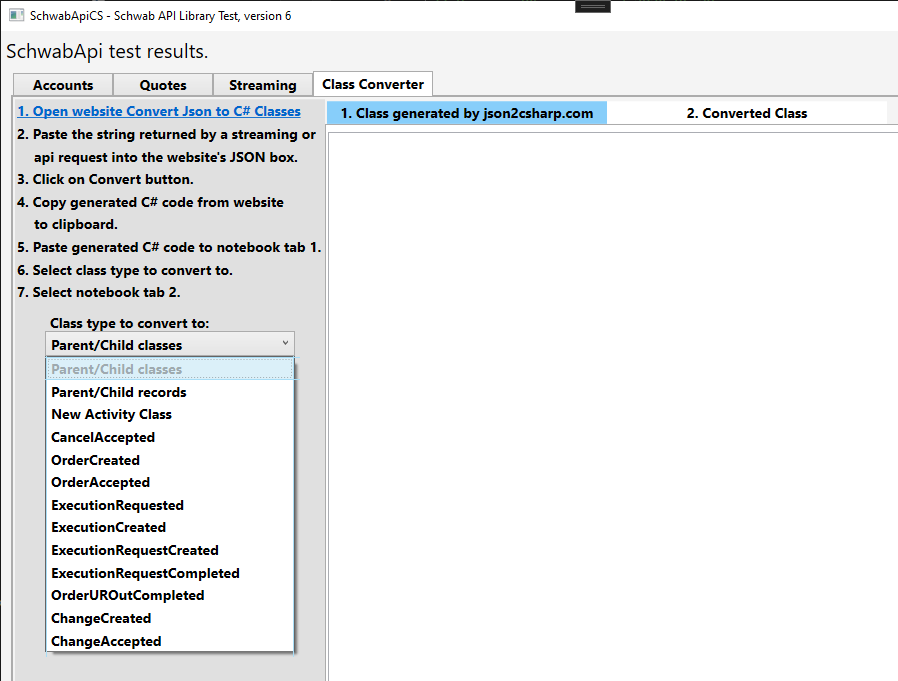 SchwabApiCS - Schwab API Library Test, version 6
SchwabApi test results.
Accounts
Quotes
Streaming
Class Converter
1. Open website Convert Json to C# Classes
2. Paste the string returned by a streaming or
api request into the website's JSON box.
3. Click on Convert button.
4. Copy generated C# code from website
to clipboard.
5. Paste generated C# code to notebook tab 1.
6. Select class type to convert to.
7. Select notebook tab 2.
Class type to convert to:
Parent/Child classes
Parent/Child classes
Parent/Child records
New Activity Class
CancelAccepted
OrderCreated
OrderAccepted
ExecutionRequested
ExecutionCreated
ExecutionRequestCreated
ExecutionRequestCompleted
OrderUROutCompleted
ChangeCreated
ChangeAccepted
1. Class generated by json2csharp.com
2. Converted Class